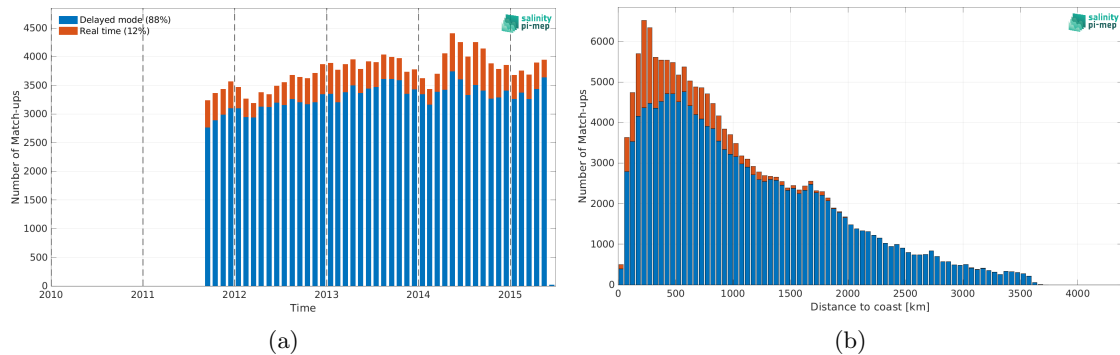 Delayed mode (88%)
Real time (12%)
salinity
pi-mep
Number of Match-ups
4500
4000
3500
3000
2500
2000
1500
1000
500
0
2010
2011
2012
2013
2014
2015
Time
(a)
salinity
pi-mep
Number of Match-ups
6000
5000
4000
3000
2000
1000
0
0
500
1000
1500
2000
2500
3000
3500
4000
Distance to coast [km]
(b)